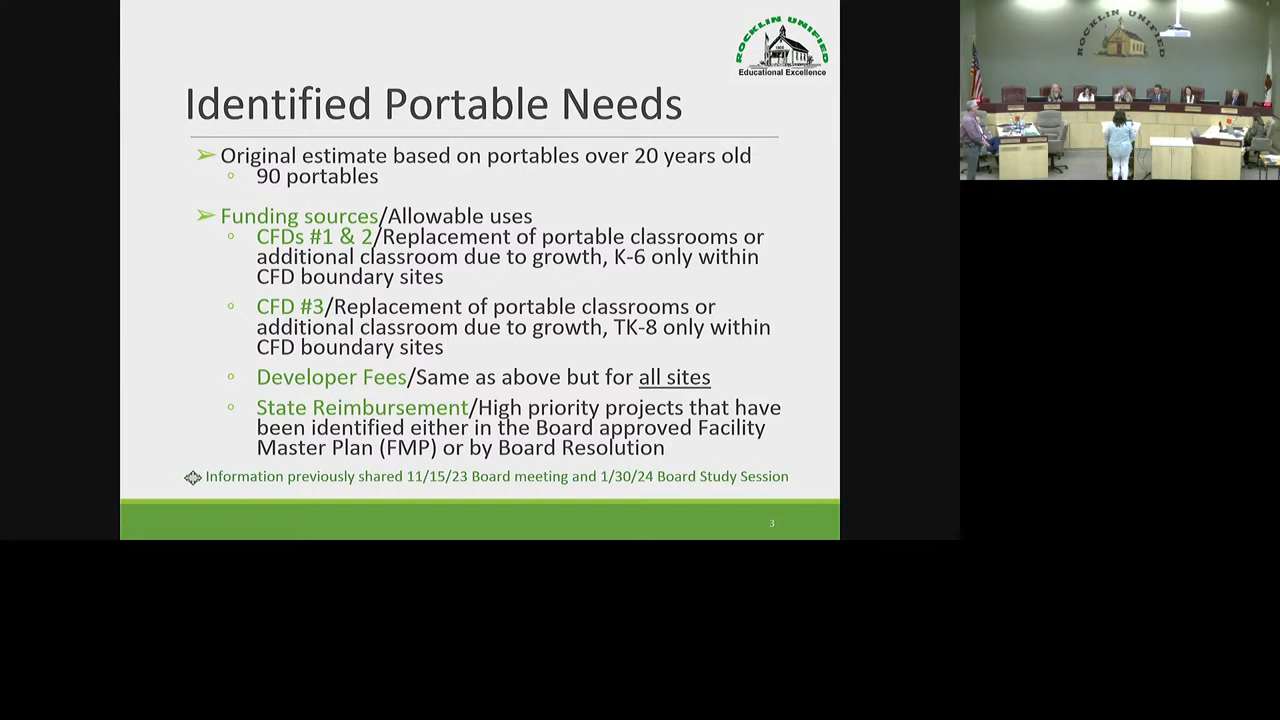 ROCKLIN UNIFIED
Educational Excellence
Identified Portable Needs
➢ Original estimate based on portables over 20 years old
◦ 90 portables
➢ Funding sources/Allowable uses
◦ CFDs #1 & 2/Replacement of portable classrooms or
additional classroom due to growth, K-6 only within
CFD boundary sites
◦ CFD #3/Replacement of portable classrooms or
additional classroom due to growth, TK-8 only within
CFD boundary sites
◦ Developer Fees/Same as above but for all sites
◦ State Reimbursement/High priority projects that have
been identified either in the Board approved Facility
Master Plan (FMP) or by Board Resolution
Information previously shared 11/15/23 Board meeting and 1/30/24 Board Study Session
3
ROCKLIN UNIFIED